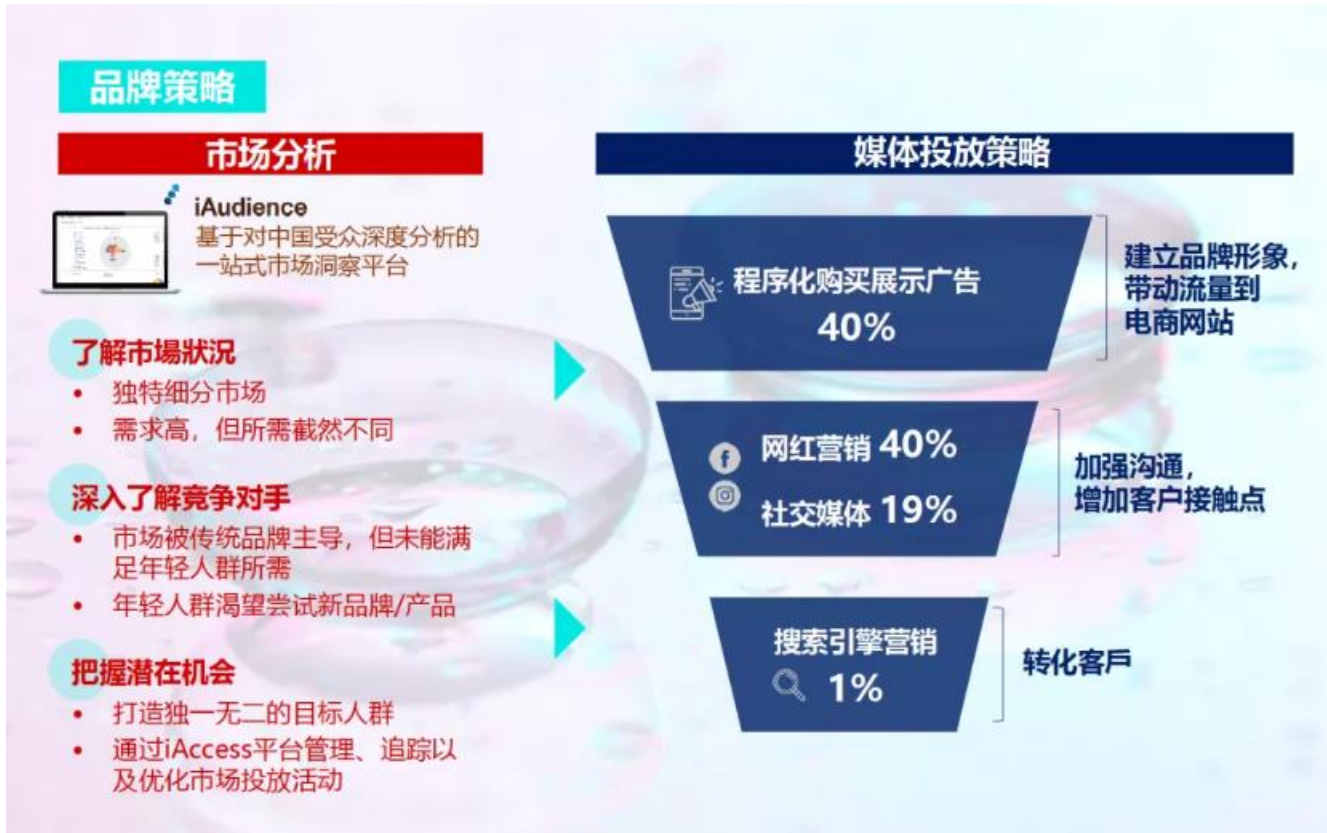 品牌策略
市场分析
iAudience
基于对中国受众深度分析的
一站式市场洞察平台
了解市場狀况
• 独特细分市场
• 需求高，但所需截然不同
深入了解竞争对手
• 市场被传统品牌主导，但未能满
足年轻人群所需
• 年轻人群渴望尝试新品牌/产品
把握潜在机会
• 打造独一无二的目标人群
• 通过iAccess平台管理、追踪以
及优化市场投放活动
媒体投放策略
程序化购买展示广告
40%
建立品牌形象，
带动流量到
电商网站
网红营销 40%
社交媒体 19%
加强沟通，
增加客户接触点
搜索引擎营销
1%
转化客戶